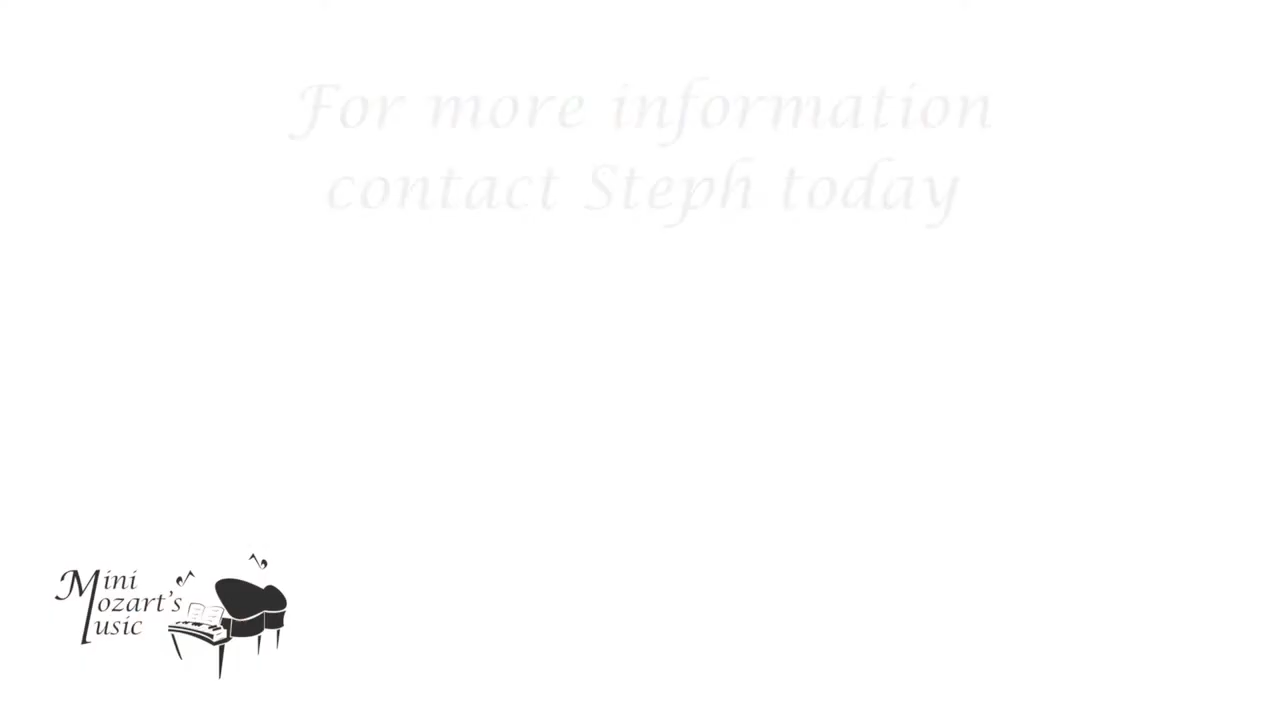 For more information
contact Steph today
Mini
Mozart's
Music